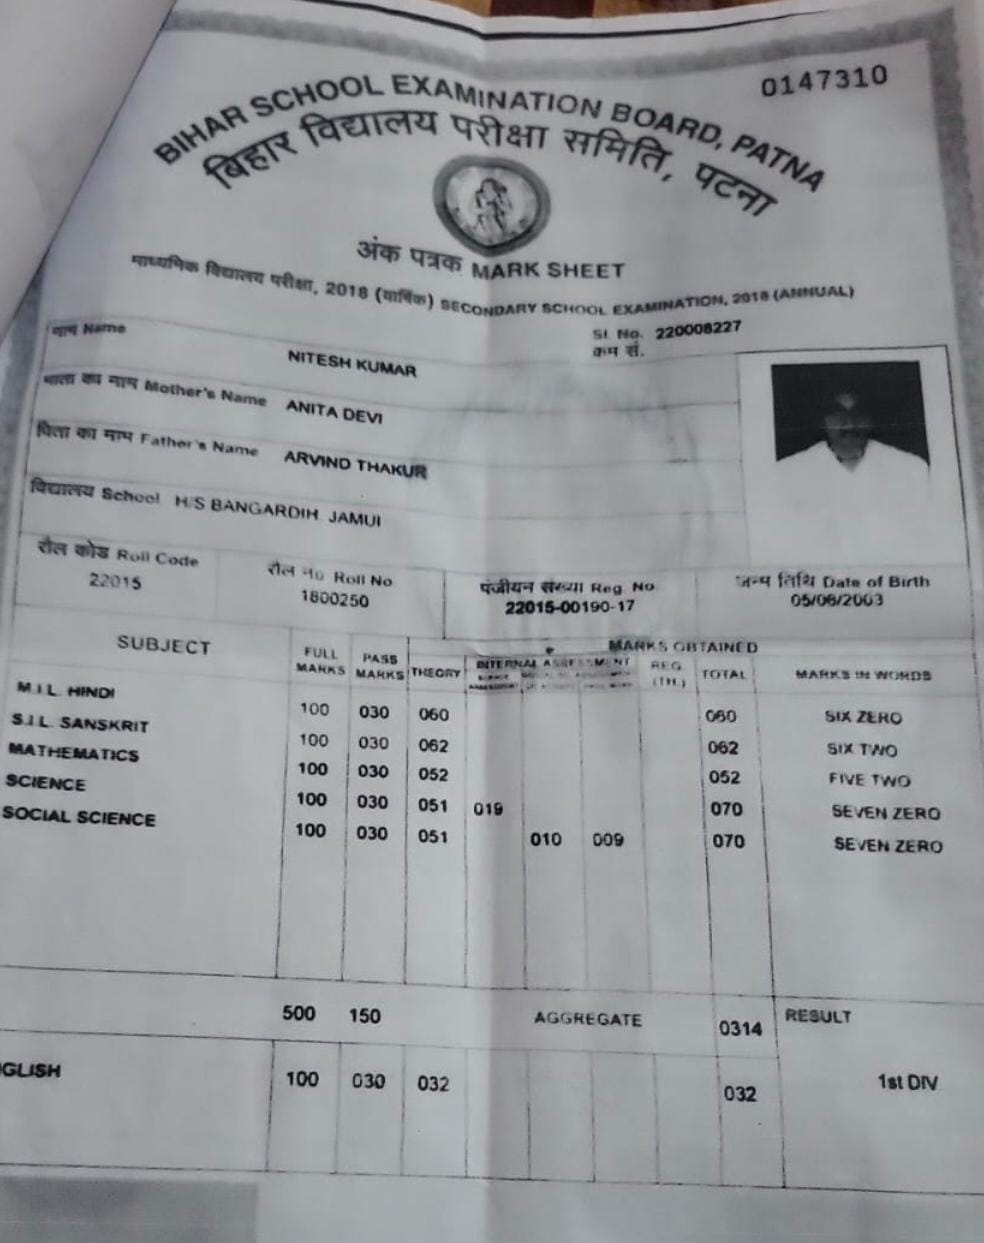 0147310
BIHAR SCHOOL EXAMINATION BOARD, PATNA
बिहार विद्यालय परीक्षा समिति, पटना
अंक पत्रक MARK SHEET
माध्यमिक विद्यालय परीक्षा, 2018 (वार्षिक) SECONDARY SCHOOL EXAMINATION, 2018 (ANNUAL)
Sl. No. 220008227
क्रम सं.
नाम Name NITESH KUMAR
माता का नाम Mother's Name ANITA DEVI
पिता का नाम Father's Name ARVIND THAKUR
विद्यालय School H/S BANGARDIH JAMUI
रौल कोड Roll Code रौल नं0 Roll No पंजीयन संख्या Reg. No जन्म तिथि Date of Birth
22015 1800250 22015-00190-17 05/06/2003
SUBJECT FULL MARKS PASS MARKS THEORY INTERNAL ASSESSMENT REG (TH.) MARKS OBTAINED TOTAL MARKS IN WORDS
M.I.L. HINDI 100 030 060 060 SIX ZERO
S.I.L. SANSKRIT 100 030 062 062 SIX TWO
MATHEMATICS 100 030 052 052 FIVE TWO
SCIENCE 100 030 051 019 070 SEVEN ZERO
SOCIAL SCIENCE 100 030 051 010 009 070 SEVEN ZERO
500 150 AGGREGATE 0314 RESULT
GLISH 100 030 032 032 1st DIV